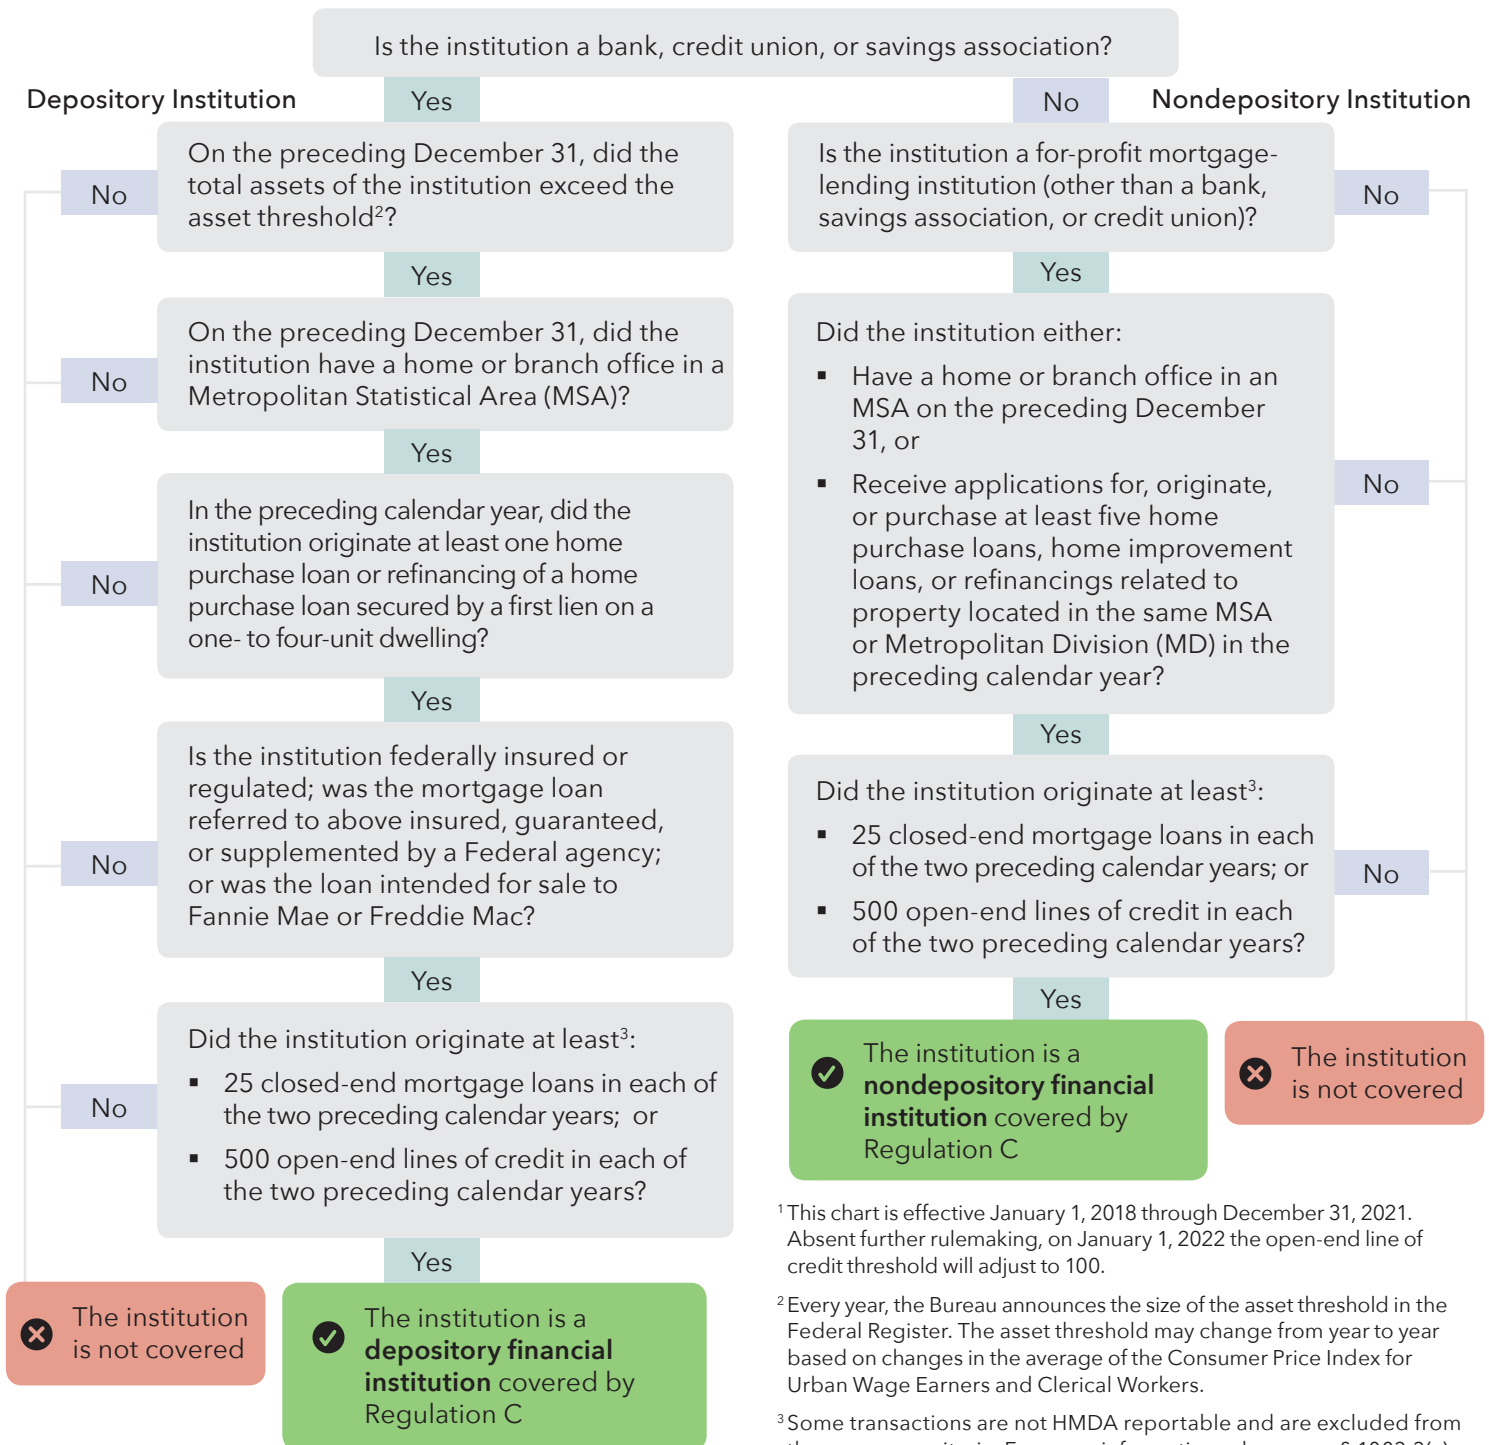 Is the institution a bank, credit union, or savings association?
Depository Institution
Yes
On the preceding December 31, did the
total assets of the institution exceed the
asset threshold²?
No
Yes
On the preceding December 31, did the
institution have a home or branch office in a
Metropolitan Statistical Area (MSA)?
No
Yes
In the preceding calendar year, did the
institution originate at least one home
purchase loan or refinancing of a home
purchase loan secured by a first lien on a
one- to four-unit dwelling?
No
Yes
Is the institution federally insured or
regulated; was the mortgage loan
referred to above insured, guaranteed,
or supplemented by a Federal agency;
or was the loan intended for sale to
Fannie Mae or Freddie Mac?
No
Yes
Did the institution originate at least³:
▪ 25 closed-end mortgage loans in each of
the two preceding calendar years; or
▪ 500 open-end lines of credit in each of
the two preceding calendar years?
No
Yes
The institution
is not covered
The institution is a
depository financial
institution covered by
Regulation C
No
Nondepository Institution
Is the institution a for-profit mortgage-
lending institution (other than a bank,
savings association, or credit union)?
No
Yes
Did the institution either:
▪ Have a home or branch office in an
MSA on the preceding December
31, or
▪ Receive applications for, originate,
or purchase at least five home
purchase loans, home improvement
loans, or refinancings related to
property located in the same MSA
or Metropolitan Division (MD) in the
preceding calendar year?
No
Yes
Did the institution originate at least³:
▪ 25 closed-end mortgage loans in each
of the two preceding calendar years; or
▪ 500 open-end lines of credit in each
of the two preceding calendar years?
No
Yes
The institution is a
nondepository financial
institution covered by
Regulation C
The institution
is not covered
¹ This chart is effective January 1, 2018 through December 31, 2021.
Absent further rulemaking, on January 1, 2022 the open-end line of
credit threshold will adjust to 100.
² Every year, the Bureau announces the size of the asset threshold in the
Federal Register. The asset threshold may change from year to year
based on changes in the average of the Consumer Price Index for
Urban Wage Earners and Clerical Workers.
³ Some transactions are not HMDA reportable and are excluded from